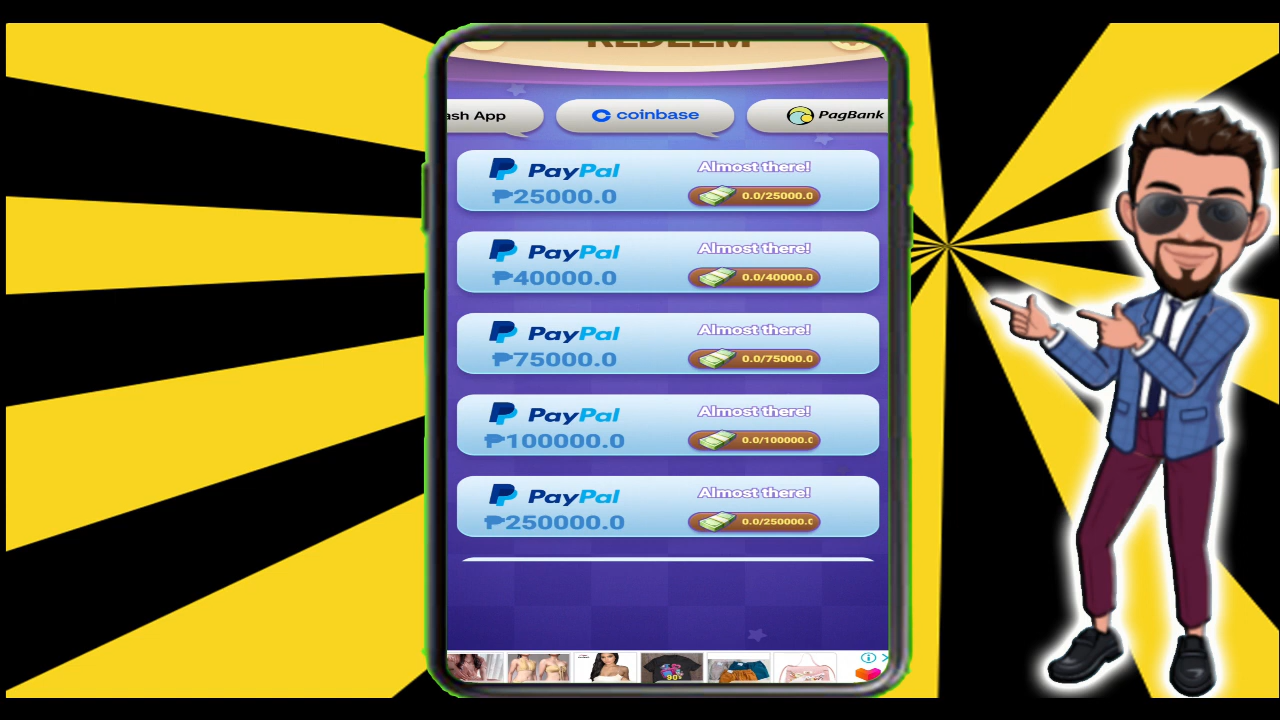 REDEEM
ash App
coinbase
PagBank
PayPal
Almost there!
₱25000.0
0.0/25000.0
PayPal
Almost there!
₱40000.0
0.0/40000.0
PayPal
Almost there!
₱75000.0
0.0/75000.0
PayPal
Almost there!
₱100000.0
0.0/100000.0
PayPal
Almost there!
₱250000.0
0.0/250000.0
90